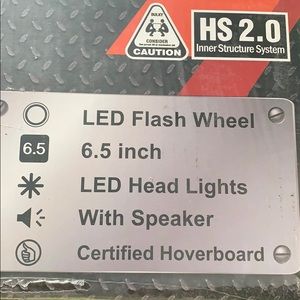 CONSIDER
CAUTION
HS 2.0
Inner Structure System
LED Flash Wheel
6.5
6.5 inch
LED Head Lights
With Speaker
Certified Hoverboard